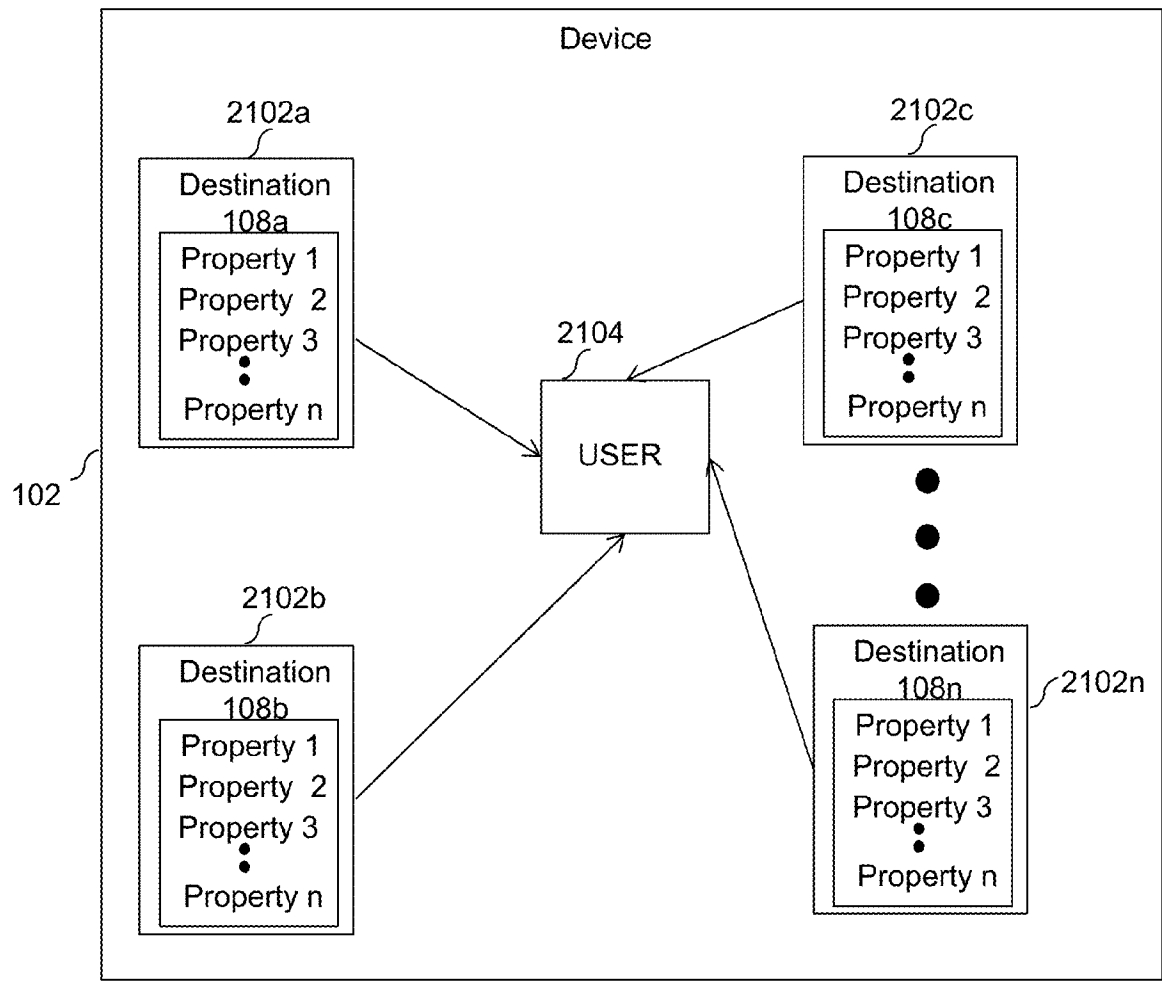 Device
2102a
Destination
108a
Property 1
Property 2
Property 3
Property n
2102c
Destination
108c
Property 1
Property 2
Property 3
Property n
2104
USER
102
2102b
Destination
108b
Property 1
Property 2
Property 3
Property n
2102n
Destination
108n
Property 1
Property 2
Property 3
Property n